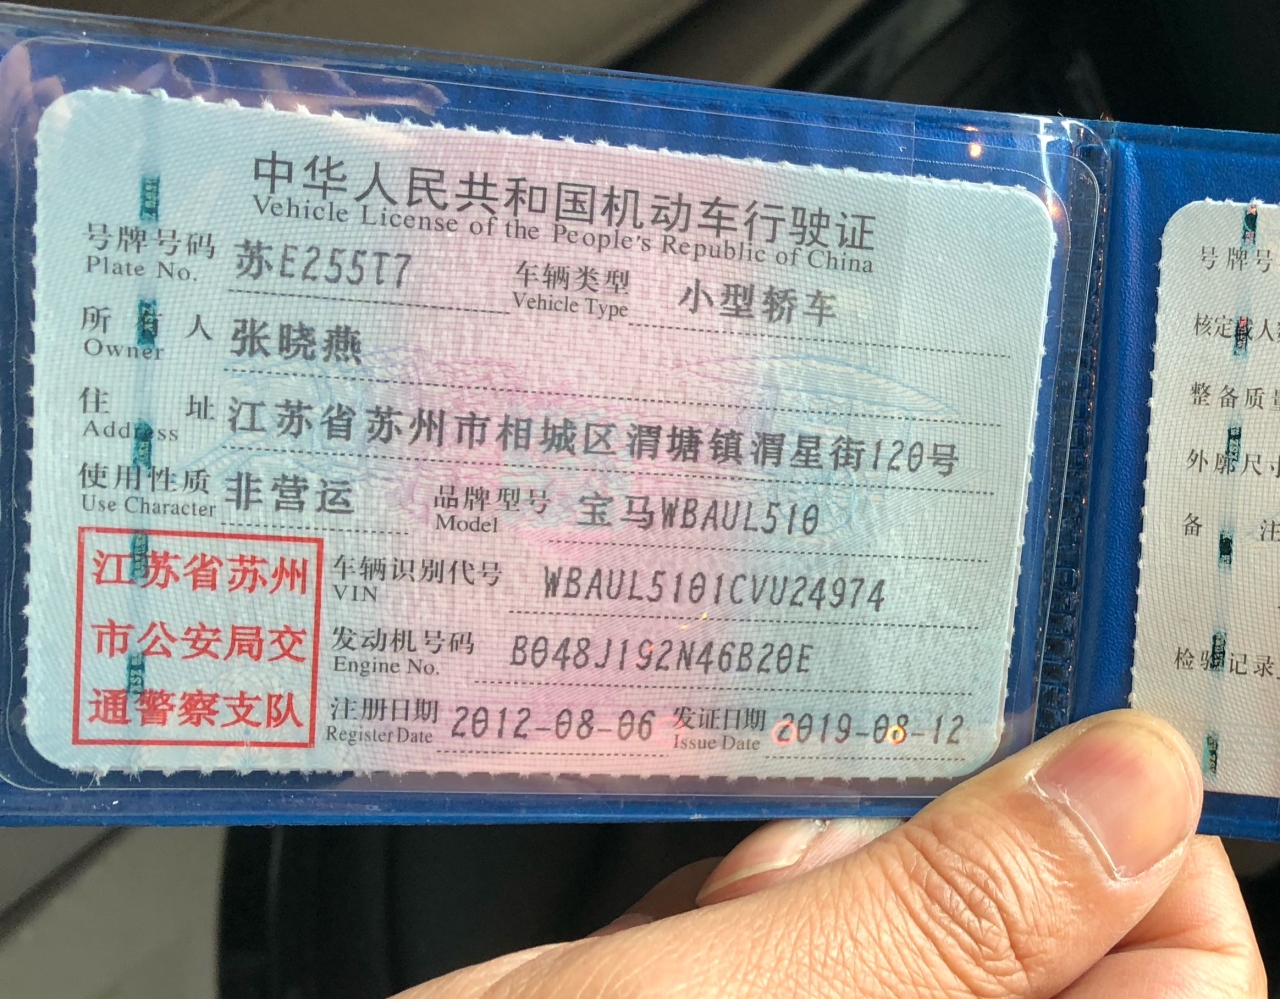 中华人民共和国机动车行驶证
Vehicle License of the People's Republic of China
号牌号码 苏E255T7 车辆类型 小型轿车
Plate No. Vehicle Type
所有人 张晓燕
Owner
住址 江苏省苏州市相城区渭塘镇渭星街120号
Address
使用性质 非营运 品牌型号 宝马WBAUL510
Use Character Model
江苏省苏州
市公安局交
通警察支队
车辆识别代号 WBAUL5101CVU24974
VIN
发动机号码 B048J192N46B20E
Engine No.
注册日期 2012-08-06 发证日期 2019-08-12
Register Date Issue Date
号牌号
核定载人
整备质量
外廓尺寸
备注
检验记录